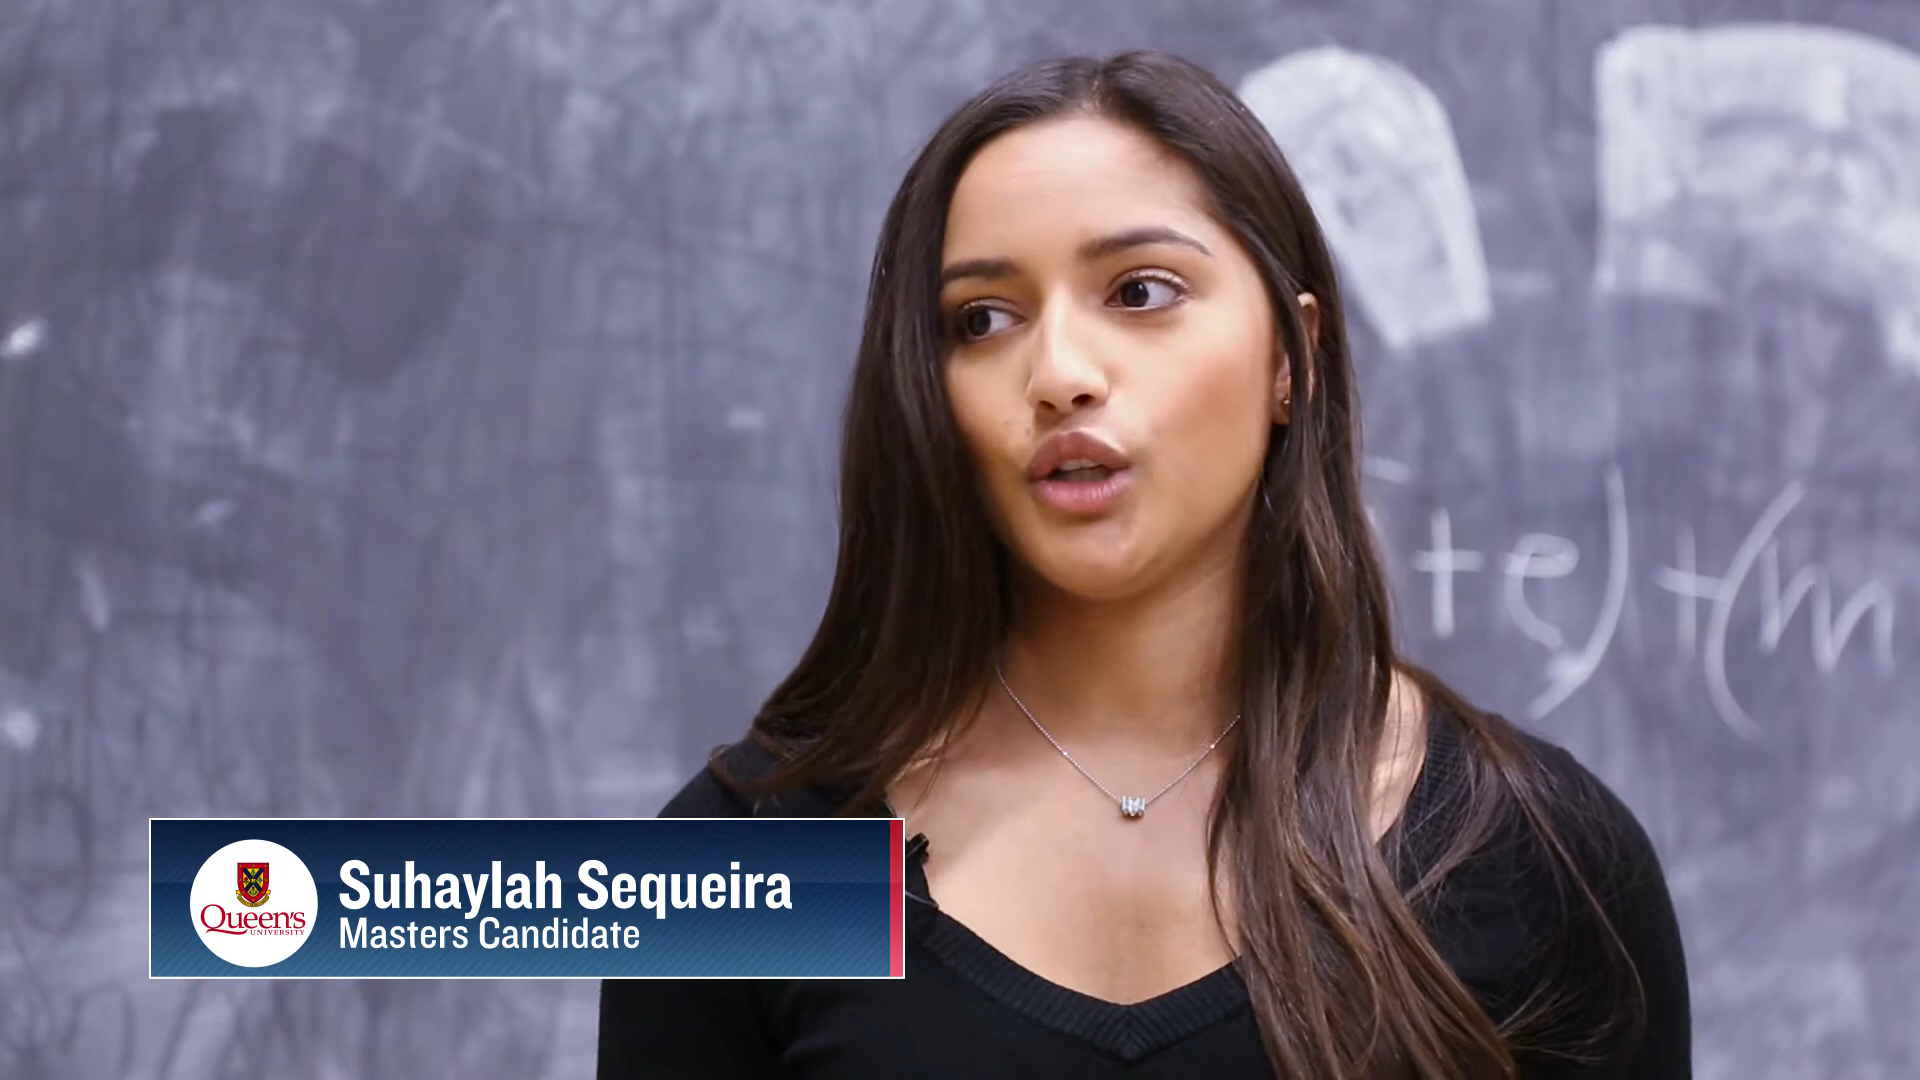 +e)+(m
Queen's
UNIVERSITY
Suhaylah Sequeira
Masters Candidate